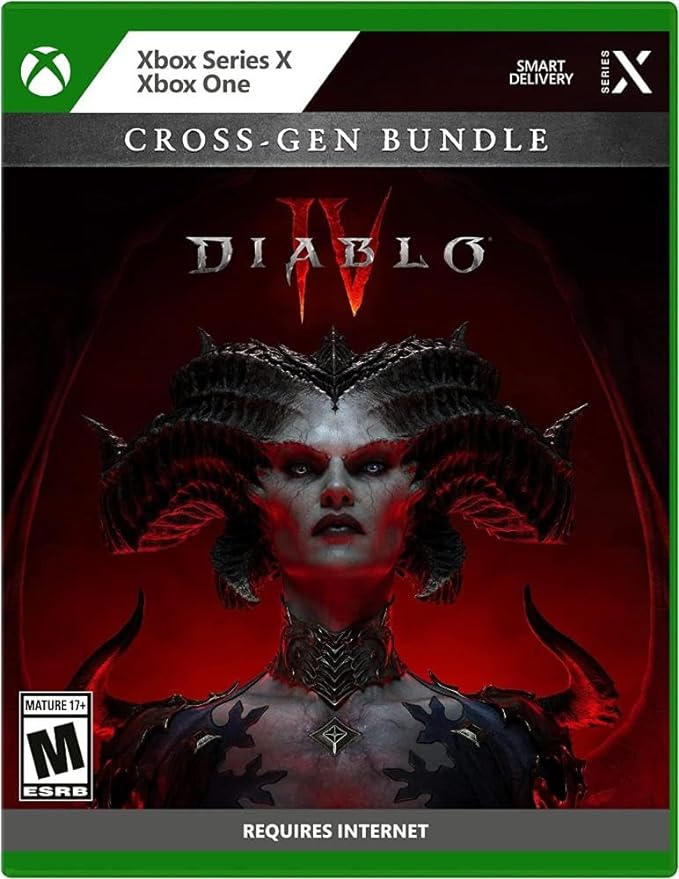 Xbox Series X
Xbox One
SMART
DELIVERY
SERIES
X
CROSS-GEN BUNDLE
IV
DIABLO
MATURE 17+
M
ESRB
REQUIRES INTERNET